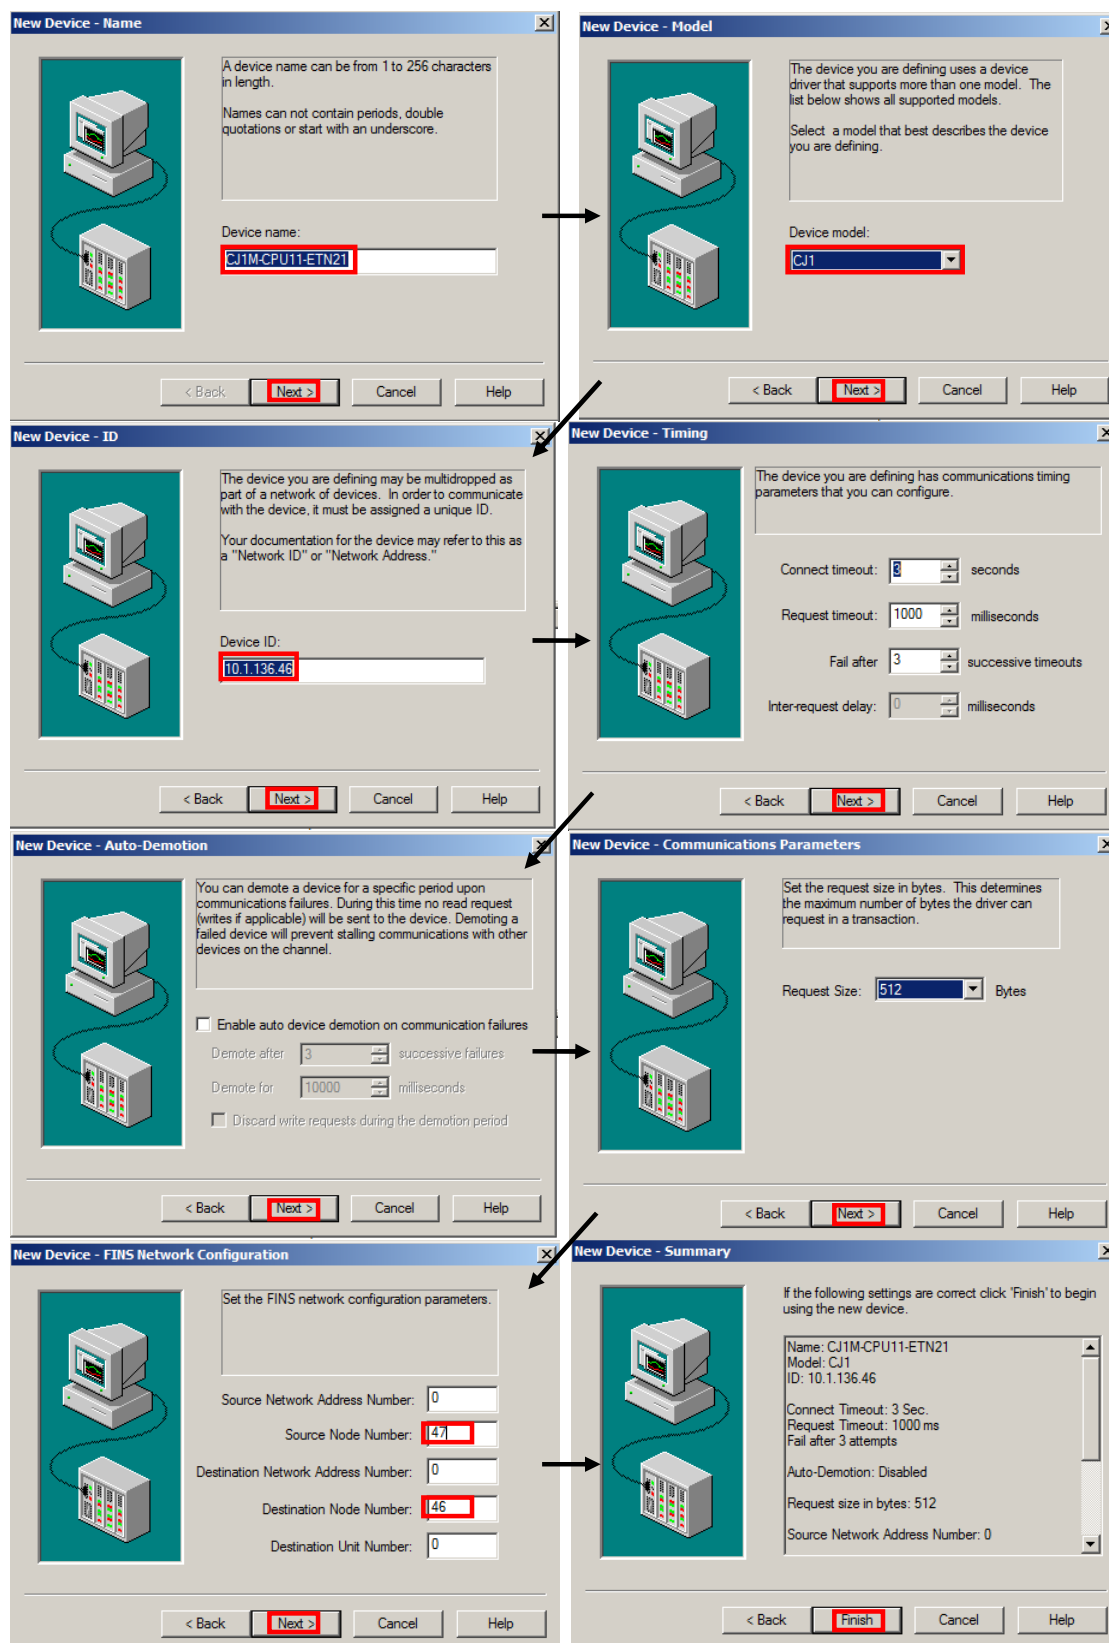 New Device - Name
A device name can be from 1 to 256 characters
in length.
Names can not contain periods, double
quotations or start with an underscore.
Device name:
CJ1M-CPU11-ETN21
< Back
Next >
Cancel
Help
New Device - Model
The device you are defining uses a device
driver that supports more than one model. The
list below shows all supported models.
Select a model that best describes the device
you are defining.
Device model:
CJ1
< Back
Next >
Cancel
Help
New Device - ID
The device you are defining may be multidropped as
part of a network of devices. In order to communicate
with the device, it must be assigned a unique ID.
Your documentation for the device may refer to this as
a "Network ID" or "Network Address."
Device ID:
10.1.136.46
< Back
Next >
Cancel
Help
New Device - Timing
The device you are defining has communications timing
parameters that you can configure.
Connect timeout: 3 seconds
Request timeout: 1000 milliseconds
Fail after 3 successive timeouts
Inter-request delay: 0 milliseconds
< Back
Next >
Cancel
Help
New Device - Auto-Demotion
You can demote a device for a specific period upon
communications failures. During this time no read request
(writes if applicable) will be sent to the device. Demoting a
failed device will prevent stalling communications with other
devices on the channel.
Enable auto device demotion on communication failures
Demote after 3 successive failures
Demote for 10000 milliseconds
Discard write requests during the demotion period
< Back
Next >
Cancel
Help
New Device - Communications Parameters
Set the request size in bytes. This determines
the maximum number of bytes the driver can
request in a transaction.
Request Size: 512 Bytes
< Back
Next >
Cancel
Help
New Device - FINS Network Configuration
Set the FINS network configuration parameters.
Source Network Address Number: 0
Source Node Number: 47
Destination Network Address Number: 0
Destination Node Number: 46
Destination Unit Number: 0
< Back
Next >
Cancel
Help
New Device - Summary
If the following settings are correct click 'Finish' to begin
using the new device.
Name: CJ1M-CPU11-ETN21
Model: CJ1
ID: 10.1.136.46
Connect Timeout: 3 Sec.
Request Timeout: 1000 ms
Fail after 3 attempts
Auto-Demotion: Disabled
Request size in bytes: 512
Source Network Address Number: 0
< Back
Finish
Cancel
Help